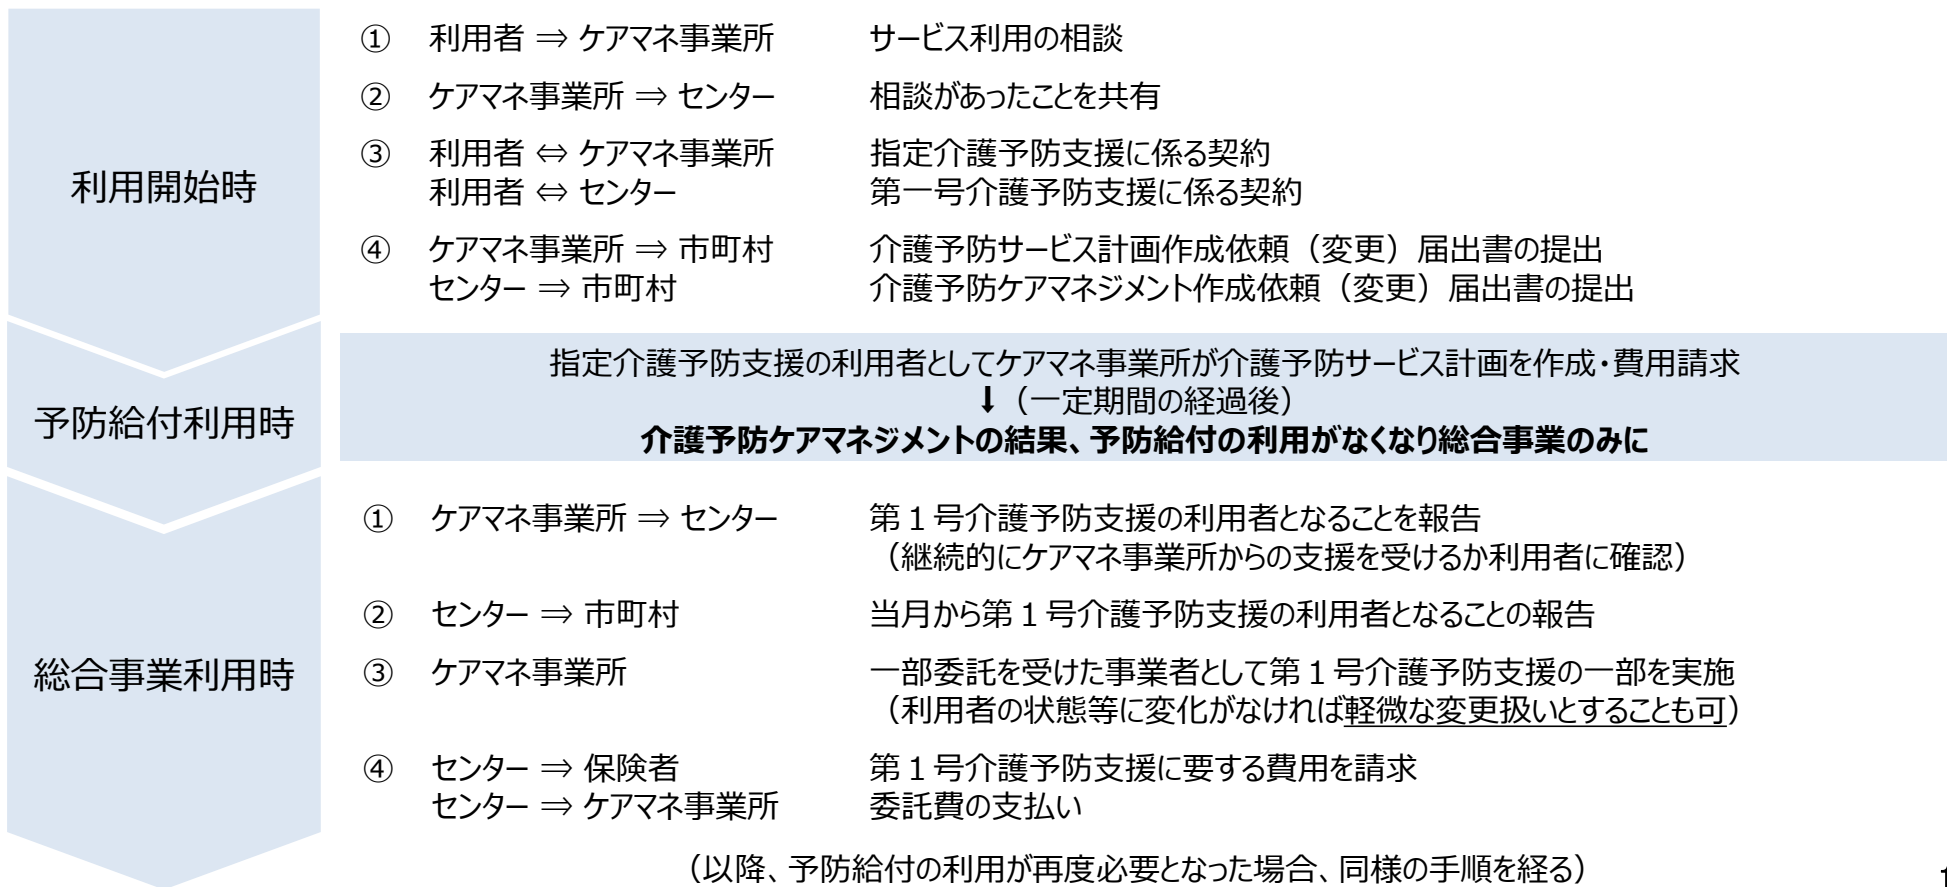 利用開始時
① 利用者 ⇒ ケアマネ事業所 サービス利用の相談
② ケアマネ事業所 ⇒ センター 相談があったことを共有
③ 利用者 ⇔ ケアマネ事業所 指定介護予防支援に係る契約
利用者 ⇔ センター 第一号介護予防支援に係る契約
④ ケアマネ事業所 ⇒ 市町村 介護予防サービス計画作成依頼（変更）届出書の提出
センター ⇒ 市町村 介護予防ケアマネジメント作成依頼（変更）届出書の提出
予防給付利用時
指定介護予防支援の利用者としてケアマネ事業所が介護予防サービス計画を作成・費用請求
⬇（一定期間の経過後）
介護予防ケアマネジメントの結果、予防給付の利用がなくなり総合事業のみに
総合事業利用時
① ケアマネ事業所 ⇒ センター 第１号介護予防支援の利用者となることを報告
（継続的にケアマネ事業所からの支援を受けるか利用者に確認）
② センター ⇒ 市町村 当月から第１号介護予防支援の利用者となることの報告
③ ケアマネ事業所 一部委託を受けた事業者として第１号介護予防支援の一部を実施
（利用者の状態等に変化がなければ軽微な変更扱いとすることも可）
④ センター ⇒ 保険者 第１号介護予防支援に要する費用を請求
センター ⇒ ケアマネ事業所 委託費の支払い
（以降、予防給付の利用が再度必要となった場合、同様の手順を経る）